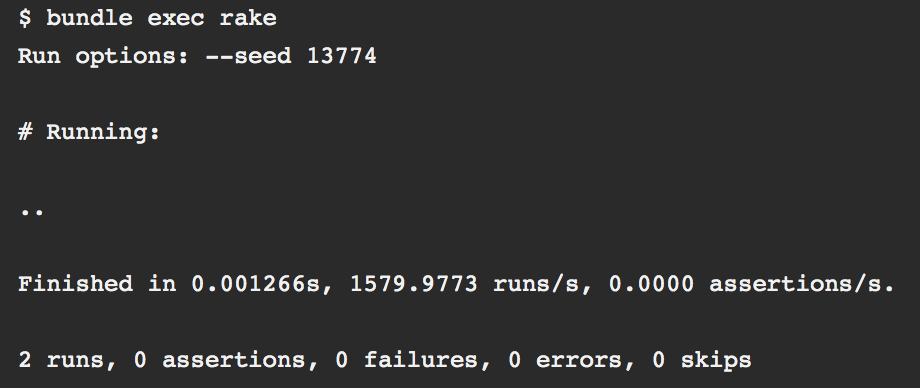 $ bundle exec rake
Run options: --seed 13774
# Running:
..
Finished in 0.001266s, 1579.9773 runs/s, 0.0000 assertions/s.
2 runs, 0 assertions, 0 failures, 0 errors, 0 skips